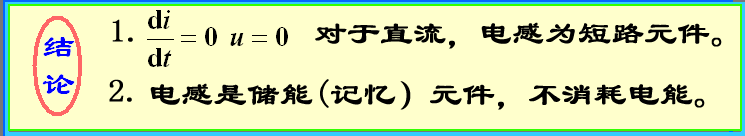 结论
1. di/dt=0 u=0 对于直流，电感为短路元件。
2. 电感是储能(记忆) 元件，不消耗电能。